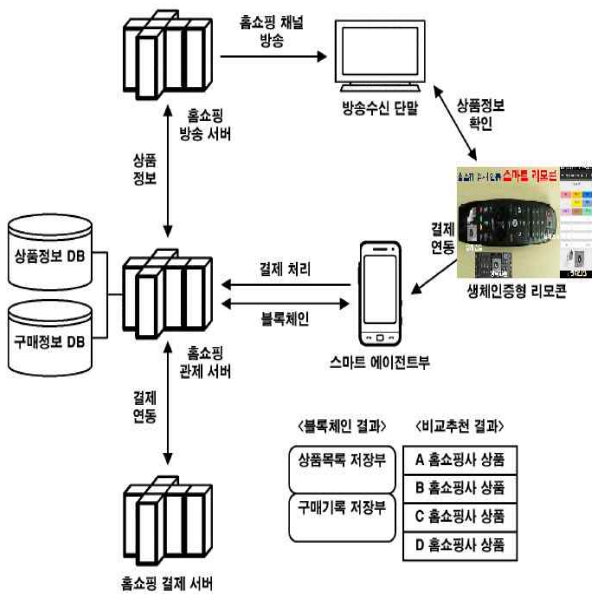 홈쇼핑 채널
방송
홈쇼핑
방송 서버
방송수신 단말
상품정보
확인
상품
정보
스마트 리모콘
결제
연동
생체인증형 리모콘
상품정보 DB
구매정보 DB
결제 처리
블록체인
홈쇼핑
관제 서버
스마트 에이전트부
결제
연동
<블록체인 결과>
상품목록 저장부
구매기록 저장부
<비교추천 결과>
A 홈쇼핑사 상품
B 홈쇼핑사 상품
C 홈쇼핑사 상품
D 홈쇼핑사 상품
홈쇼핑 결제 서버